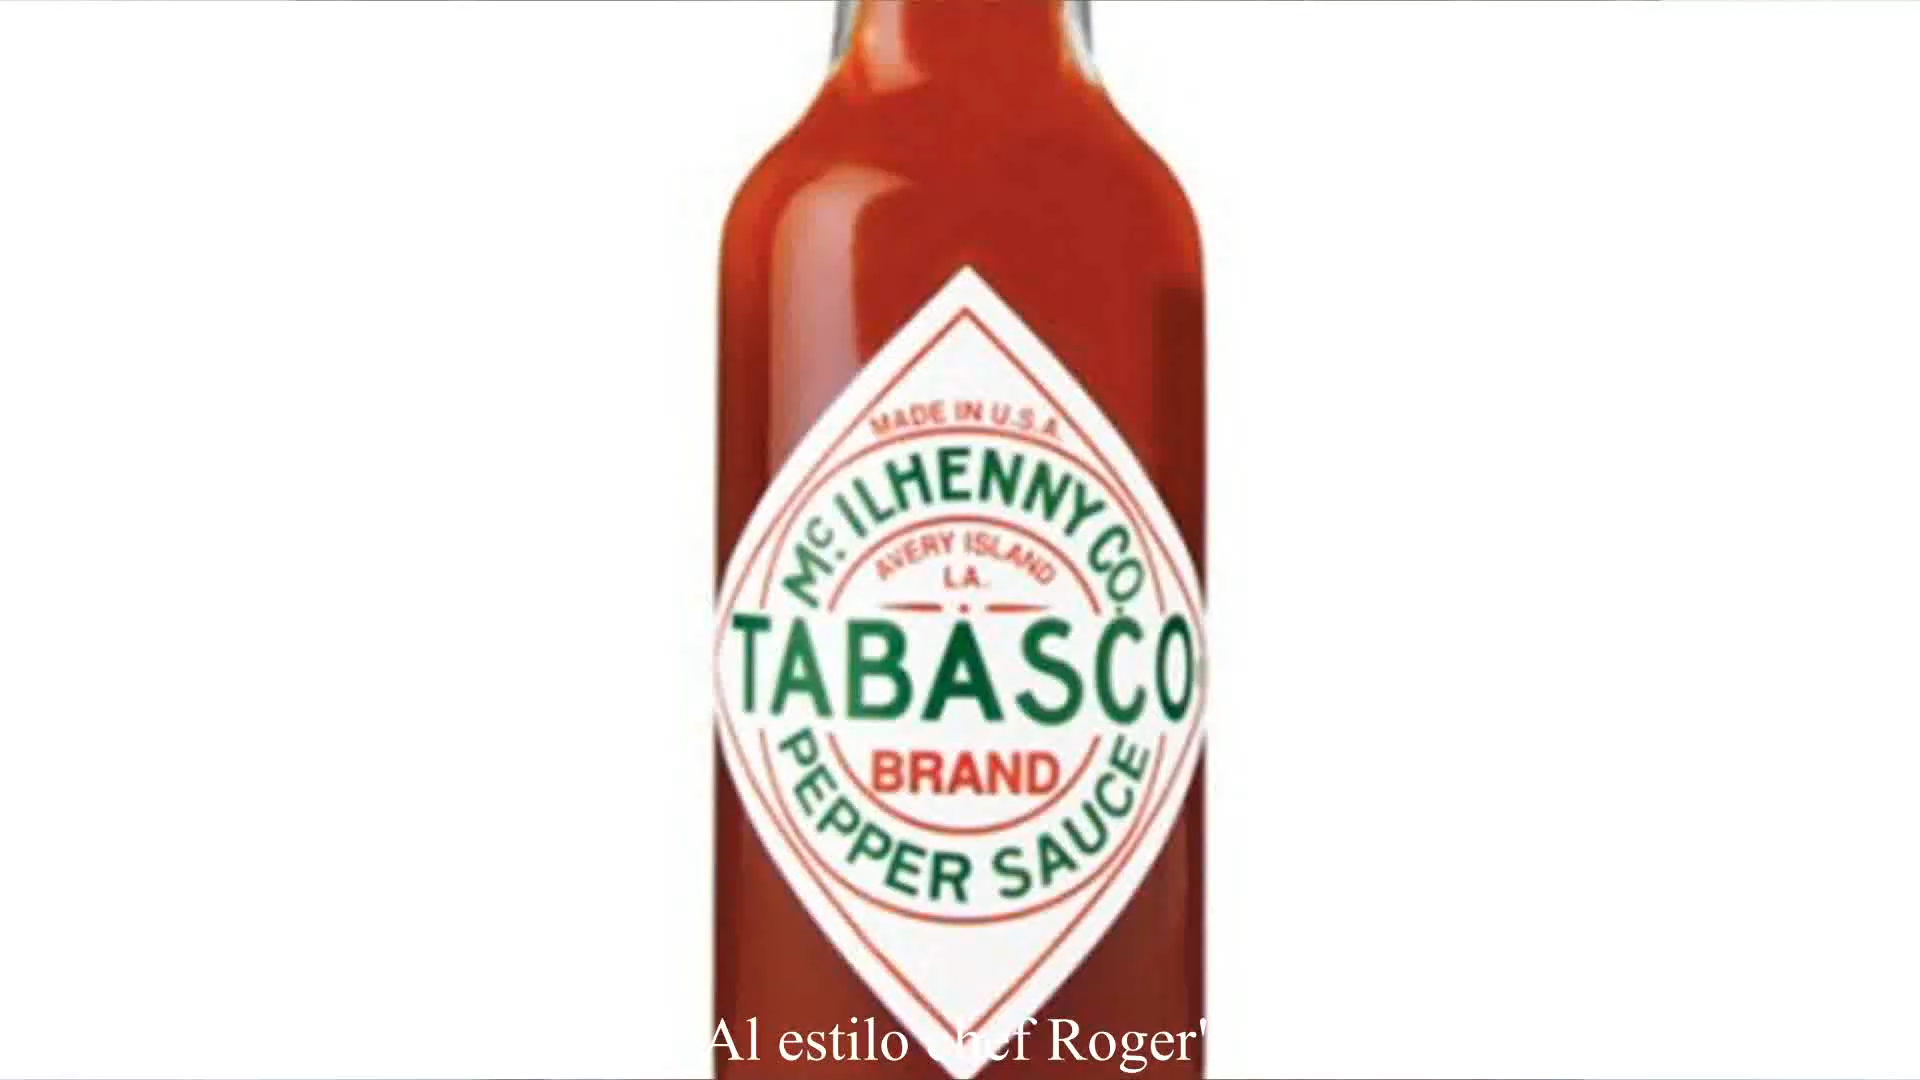 MADE IN U.S.A.
Mc. ILHENNY CO.
AVERY ISLAND
LA.
TABASCO
BRAND
PEPPER SAUCE
Al estilo chef Roger'